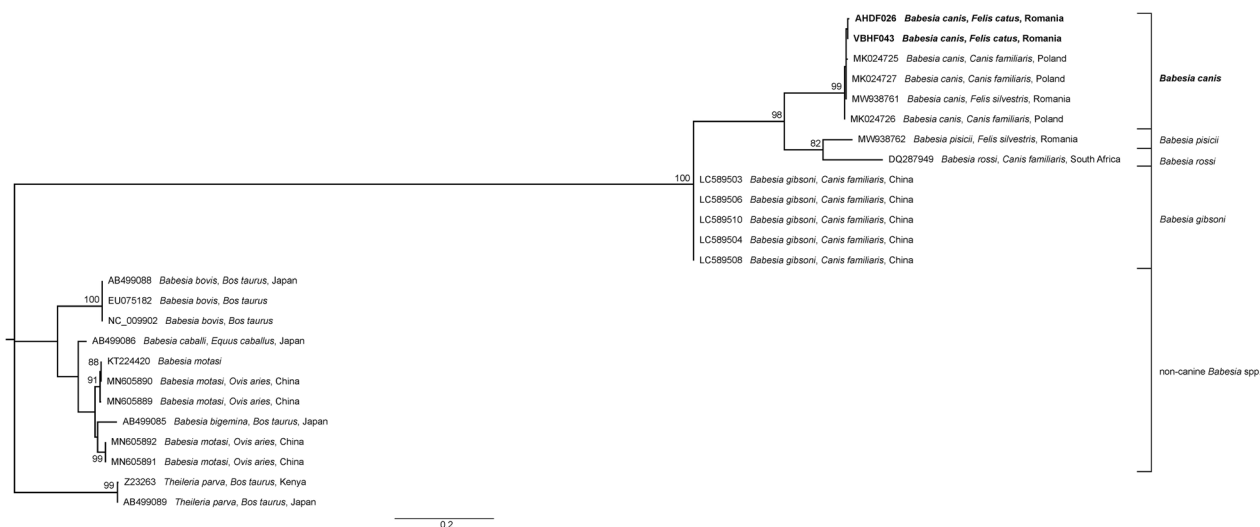 AHDF026 Babesia canis, Felis catus, Romania
VBHF043 Babesia canis, Felis catus, Romania
MK024725 Babesia canis, Canis familiaris, Poland
99
MK024727 Babesia canis, Canis familiaris, Poland
Babesia canis
MW938761 Babesia canis, Felis silvestris, Romania
98
MK024726 Babesia canis, Canis familiaris, Poland
82
MW938762 Babesia pisicii, Felis silvestris, Romania
Babesia pisicii
DQ287949 Babesia rossi, Canis familiaris, South Africa
Babesia rossi
100
LC589503 Babesia gibsoni, Canis familiaris, China
LC589506 Babesia gibsoni, Canis familiaris, China
LC589510 Babesia gibsoni, Canis familiaris, China
Babesia gibsoni
LC589504 Babesia gibsoni, Canis familiaris, China
LC589508 Babesia gibsoni, Canis familiaris, China
AB499088 Babesia bovis, Bos taurus, Japan
100
EU075182 Babesia bovis, Bos taurus
NC_009902 Babesia bovis, Bos taurus
AB499086 Babesia caballi, Equus caballus, Japan
88
KT224420 Babesia motasi
91
MN605890 Babesia motasi, Ovis aries, China
non-canine Babesia spp
MN605889 Babesia motasi, Ovis aries, China
AB499085 Babesia bigemina, Bos taurus, Japan
MN605892 Babesia motasi, Ovis aries, China
99
MN605891 Babesia motasi, Ovis aries, China
99
Z23263 Theileria parva, Bos taurus, Kenya
AB499089 Theileria parva, Bos taurus, Japan
0.2